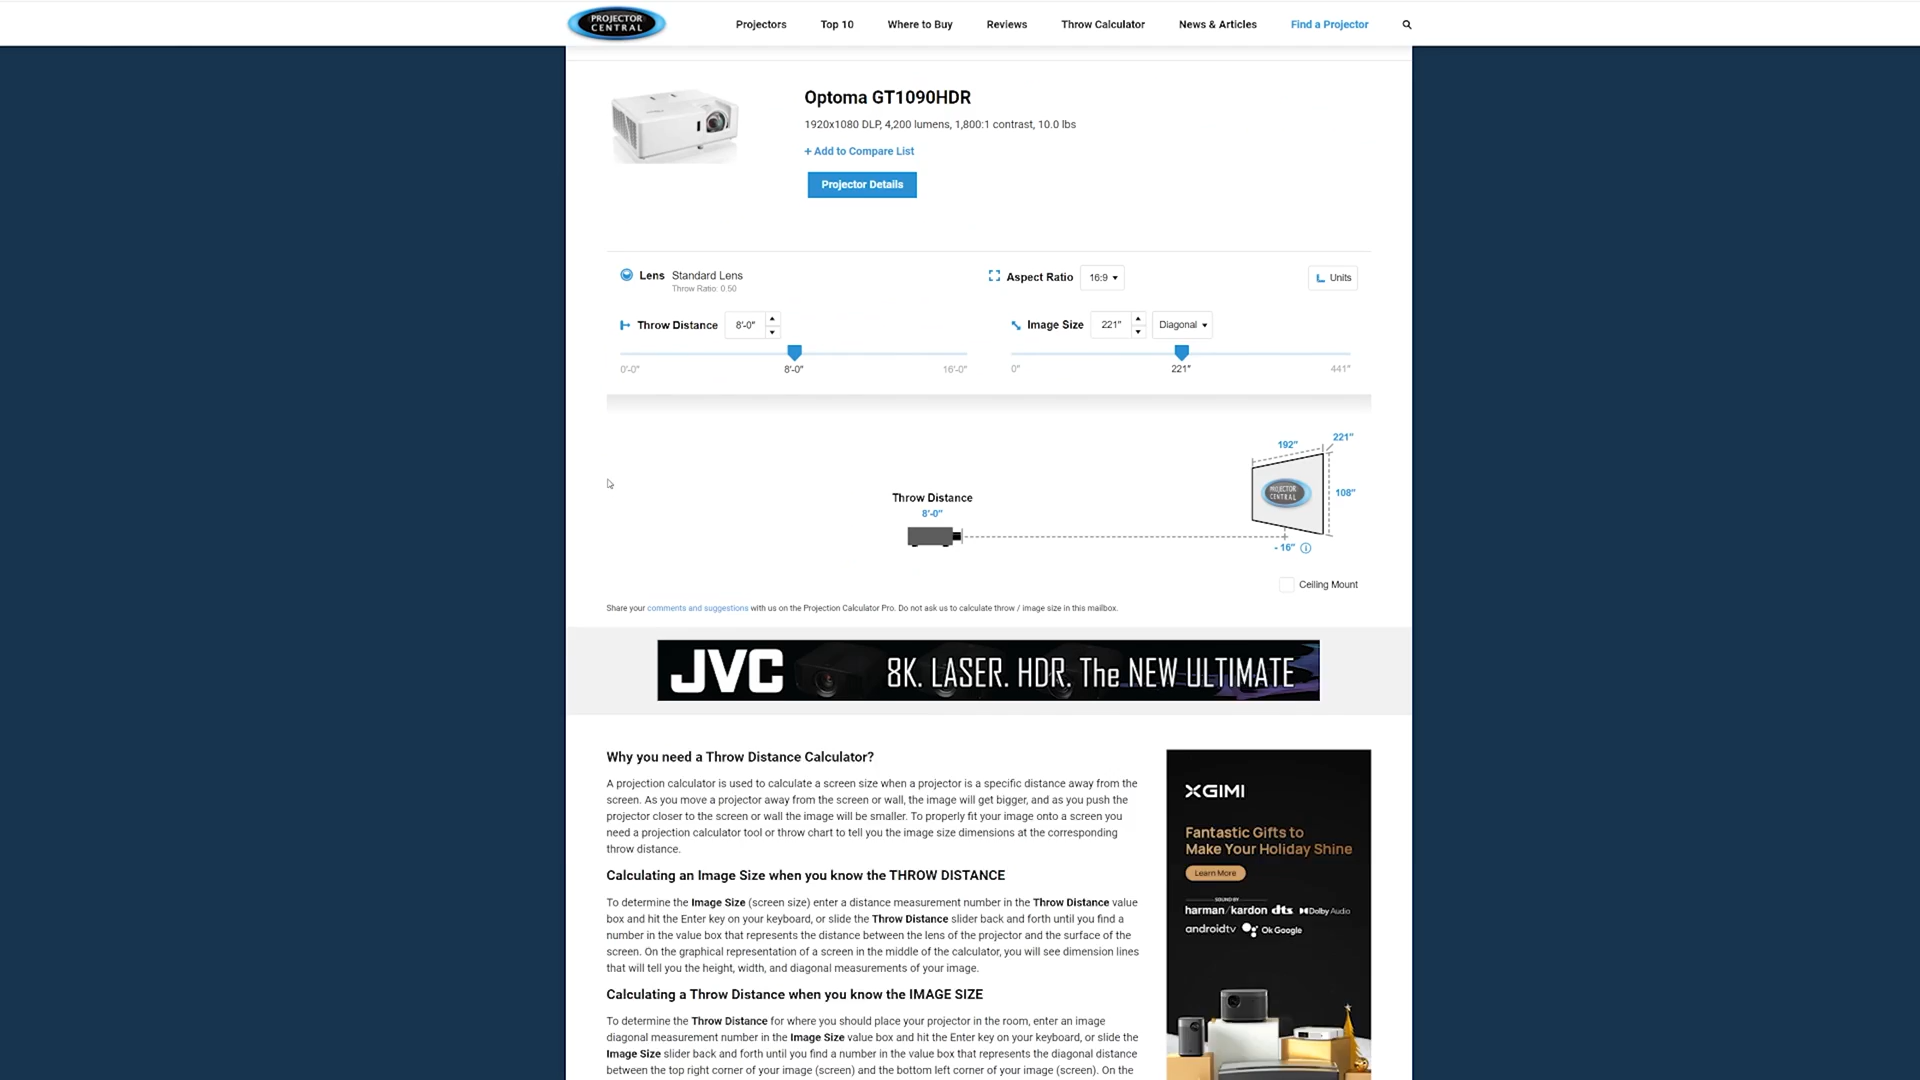 PROJECTOR
CENTRAL
Projectors
Top 10
Where to Buy
Reviews
Throw Calculator
News & Articles
Find a Projector
Optoma GT1090HDR
1920x1080 DLP, 4,200 lumens, 1,800:1 contrast, 10.0 lbs
+ Add to Compare List
Projector Details
Lens Standard Lens
Throw Ratio: 0.50
Aspect Ratio 16:9
Units
Throw Distance 8'-0"
Image Size 221" Diagonal
0'-0" 8'-0" 16'-0"
0" 221" 441"
192" 221"
PROJECTOR
CENTRAL
108"
Throw Distance
8'-0"
- 16"
Ceiling Mount
Share your comments and suggestions with us on the Projection Calculator Pro. Do not ask us to calculate throw / image size in this mailbox.
JVC 8K. LASER. HDR. The NEW ULTIMATE
Why you need a Throw Distance Calculator?
A projection calculator is used to calculate a screen size when a projector is a specific distance away from the
screen. As you move a projector away from the screen or wall, the image will get bigger, and as you push the
projector closer to the screen or wall the image will be smaller. To properly fit your image onto a screen you
need a projection calculator tool or throw chart to tell you the image size dimensions at the corresponding
throw distance.
Calculating an Image Size when you know the THROW DISTANCE
To determine the Image Size (screen size) enter a distance measurement number in the Throw Distance value
box and hit the Enter key on your keyboard, or slide the Throw Distance slider back and forth until you find a
number in the value box that represents the distance between the lens of the projector and the surface of the
screen. On the graphical representation of a screen in the middle of the calculator, you will see dimension lines
that will tell you the height, width, and diagonal measurements of your image.
Calculating a Throw Distance when you know the IMAGE SIZE
To determine the Throw Distance for where you should place your projector in the room, enter an image
diagonal measurement number in the Image Size value box and hit the Enter key on your keyboard, or slide the
Image Size slider back and forth until you find a number in the value box that represents the diagonal distance
between the top right corner of your image (screen) and the bottom left corner of your image (screen). On the
XGIMI
Fantastic Gifts to
Make Your Holiday Shine
Learn More
SOUND BY
harman/kardon dts Dolby Audio
androidtv Ok Google